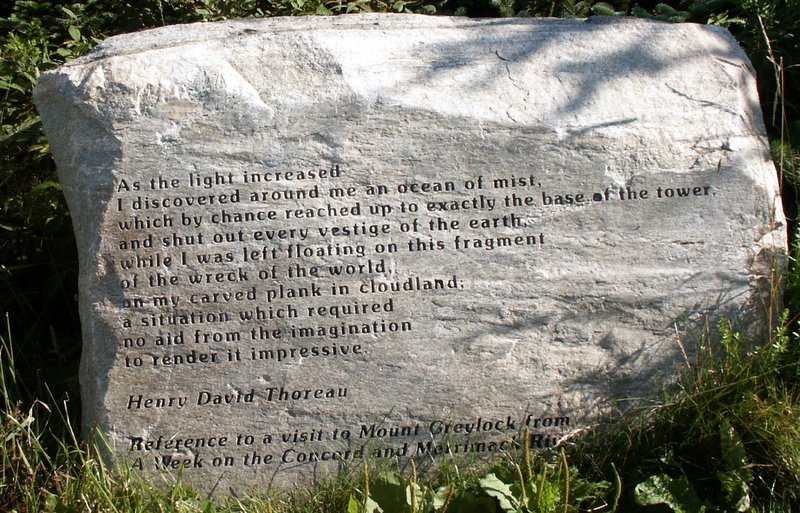 As the light increased
I discovered around me an ocean of mist,
which by chance reached up to exactly the base of the tower,
and shut out every vestige of the earth,
while I was left floating on this fragment
of the wreck of the world,
on my carved plank in cloudland;
a situation which required
no aid from the imagination
to render it impressive.
Henry David Thoreau
Reference to a visit to Mount Greylock from
A Week on the Concord and Merrimack